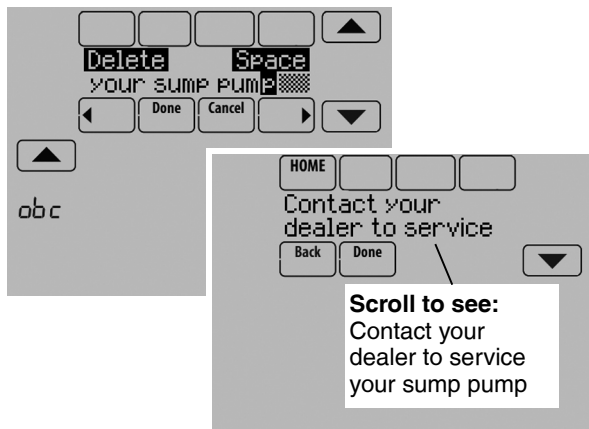 Delete Space
your sump pump
Done Cancel
abc
HOME
Contact your
dealer to service
Back Done
Scroll to see:
Contact your
dealer to service
your sump pump